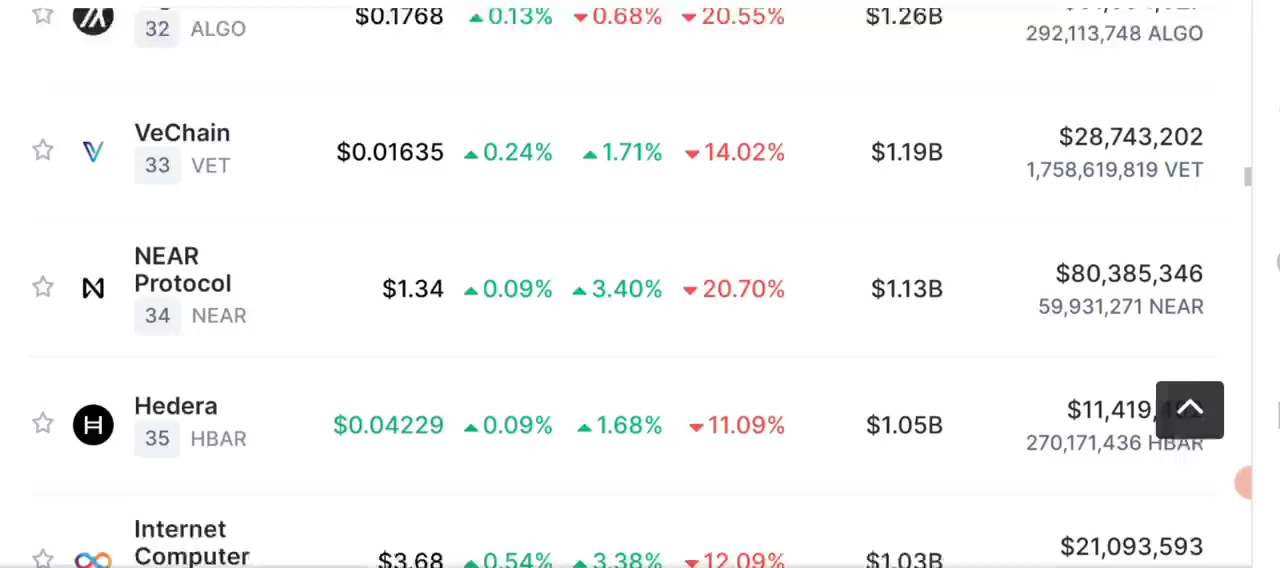 $0.1768 ▲ 0.13% ▼ 0.68% ▼ 20.55% $1.26B
32 ALGO 292,113,748 ALGO
VeChain
33 VET
$0.01635 ▲ 0.24% ▲ 1.71% ▼ 14.02% $1.19B
$28,743,202
1,758,619,819 VET
NEAR
Protocol
34 NEAR
$1.34 ▲ 0.09% ▲ 3.40% ▼ 20.70% $1.13B
$80,385,346
59,931,271 NEAR
Hedera
35 HBAR
$0.04229 ▲ 0.09% ▲ 1.68% ▼ 11.09% $1.05B
$11,419,
270,171,436 HBAR
Internet
Computer
$3.68 ▲ 0.54% ▲ 3.38% ▼ 12.09% $1.03B
$21,093,593